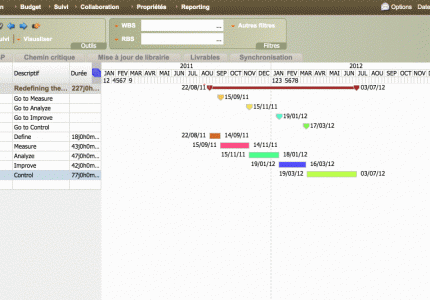 n Budget Suivi Collaboration Propriétés Reporting Options Date
uivi Visualiser Outils
WBS ... Autres filtres
RBS ... Filtres
P Chemin critique Mise à jour de librairie Livrables Synchronisation
2011 2012
Descriptif Durée JAN FEV MAR AVR MAI JUN JUL AOU SEP OCT NOV DEC JAN FEV MAR AVR MAI JUN JUL AOU SEP OCT NOV DE
12 4567 9 123 5678
Redefining the... 227j0h... 22/08/11 03/07/12
Go to Measure 15/09/11
Go to Analyze 15/11/11
Go to Improve 19/01/12
Go to Control 17/03/12
Define 18j0h0m... 22/08/11 14/09/11
Measure 43j0h0m... 15/09/11 14/11/11
Analyze 47j0h0m... 15/11/11 18/01/12
Improve 42j0h0m... 19/01/12 16/03/12
Control 77j0h0m... 19/03/12 03/07/12